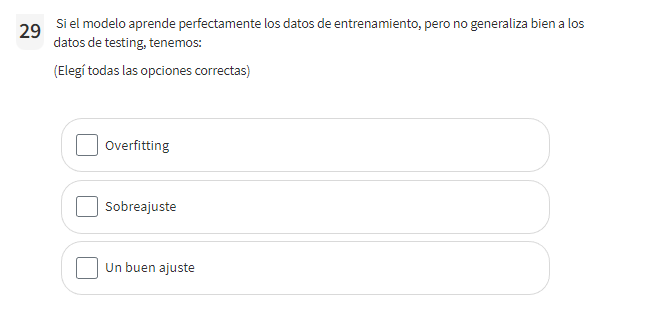 29
Si el modelo aprende perfectamente los datos de entrenamiento, pero no generaliza bien a los
datos de testing, tenemos:
(Elegí todas las opciones correctas)
Overfitting
Sobreajuste
Un buen ajuste